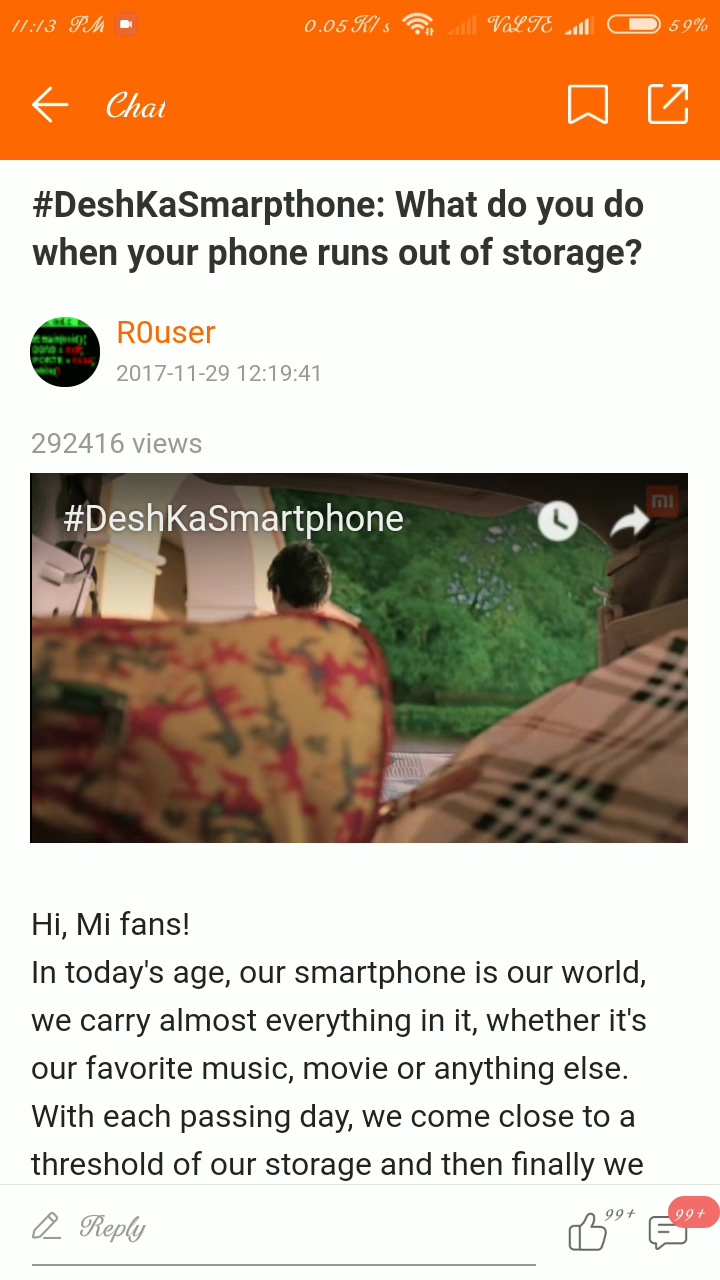 11:13 PM 0.05 K/s VoLTE 59%
Chat
#DeshKaSmarpthone: What do you do
when your phone runs out of storage?
R0user
2017-11-29 12:19:41
292416 views
#DeshKaSmartphone
mi
Hi, Mi fans!
In today's age, our smartphone is our world,
we carry almost everything in it, whether it's
our favorite music, movie or anything else.
With each passing day, we come close to a
threshold of our storage and then finally we
Reply 99+ 99+